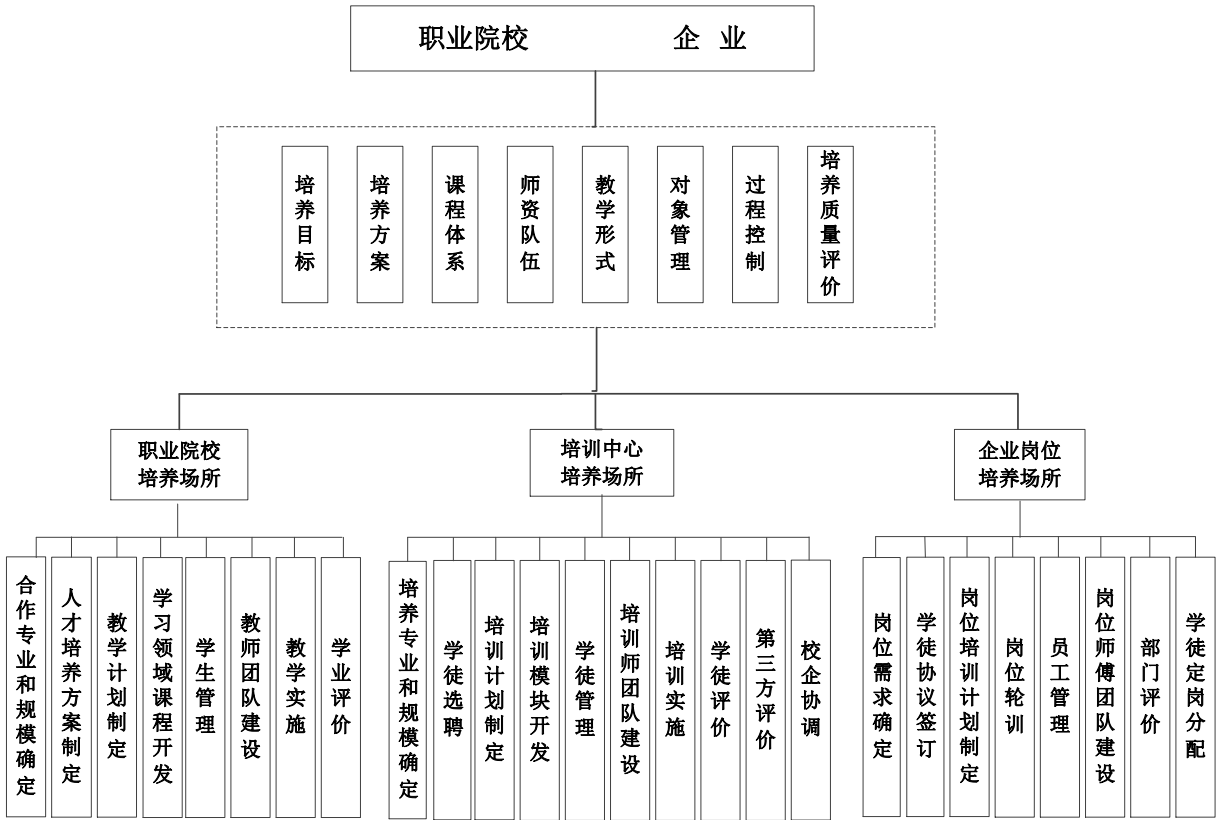 职业院校 企 业
培养目标
培养方案
课程体系
师资队伍
教学形式
对象管理
过程控制
培养质量评价
职业院校
培养场所
培训中心
培养场所
企业岗位
培养场所
合作专业和规模确定
人才培养方案制定
教学计划制定
学习领域课程开发
学生管理
教师团队建设
教学实施
学业评价
培养专业和规模确定
学徒选聘
培训计划制定
培训模块开发
学徒管理
培训师团队建设
培训实施
学徒评价
第三方评价
校企协调
岗位需求确定
学徒协议签订
岗位培训计划制定
岗位轮训
员工管理
岗位师傅团队建设
部门评价
学徒定岗分配